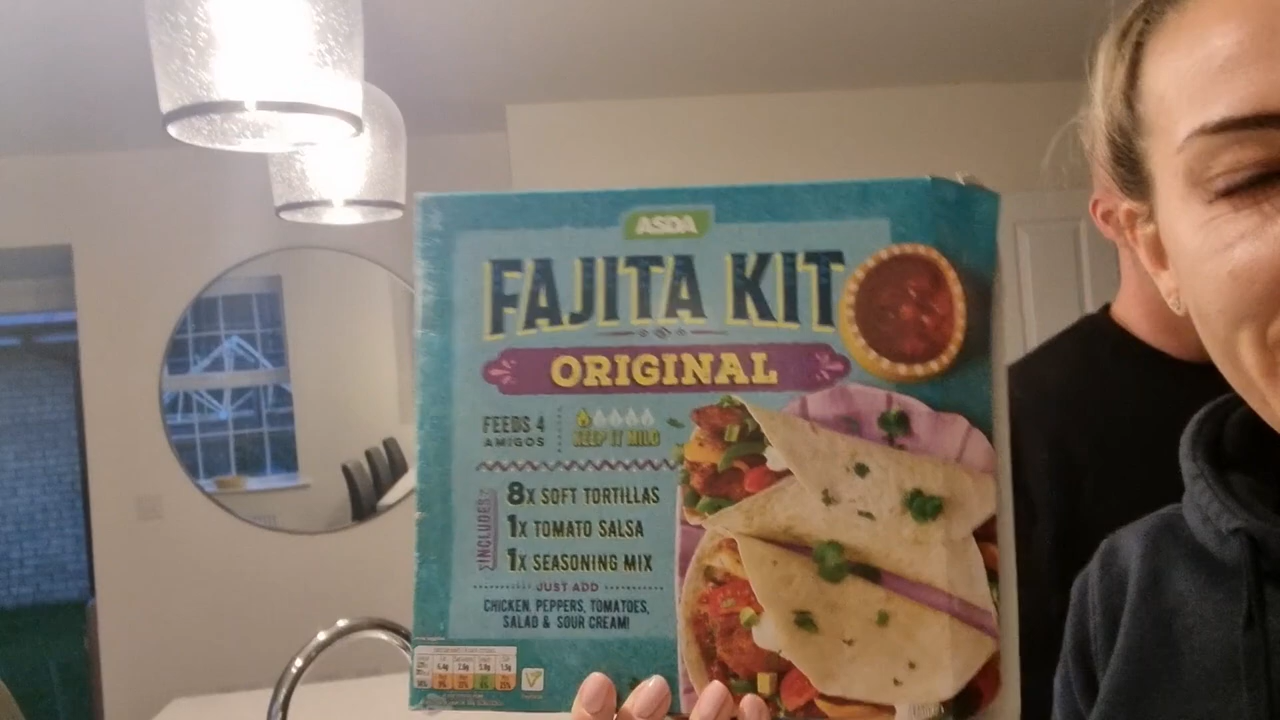 ASDA
FAJITA KIT
ORIGINAL
FEEDS 4
AMIGOS
KEEP IT MILD
INCLUDES
8X SOFT TORTILLAS
1X TOMATO SALSA
1X SEASONING MIX
JUST ADD
CHICKEN, PEPPERS, TOMATOES,
SALAD & SOUR CREAM!